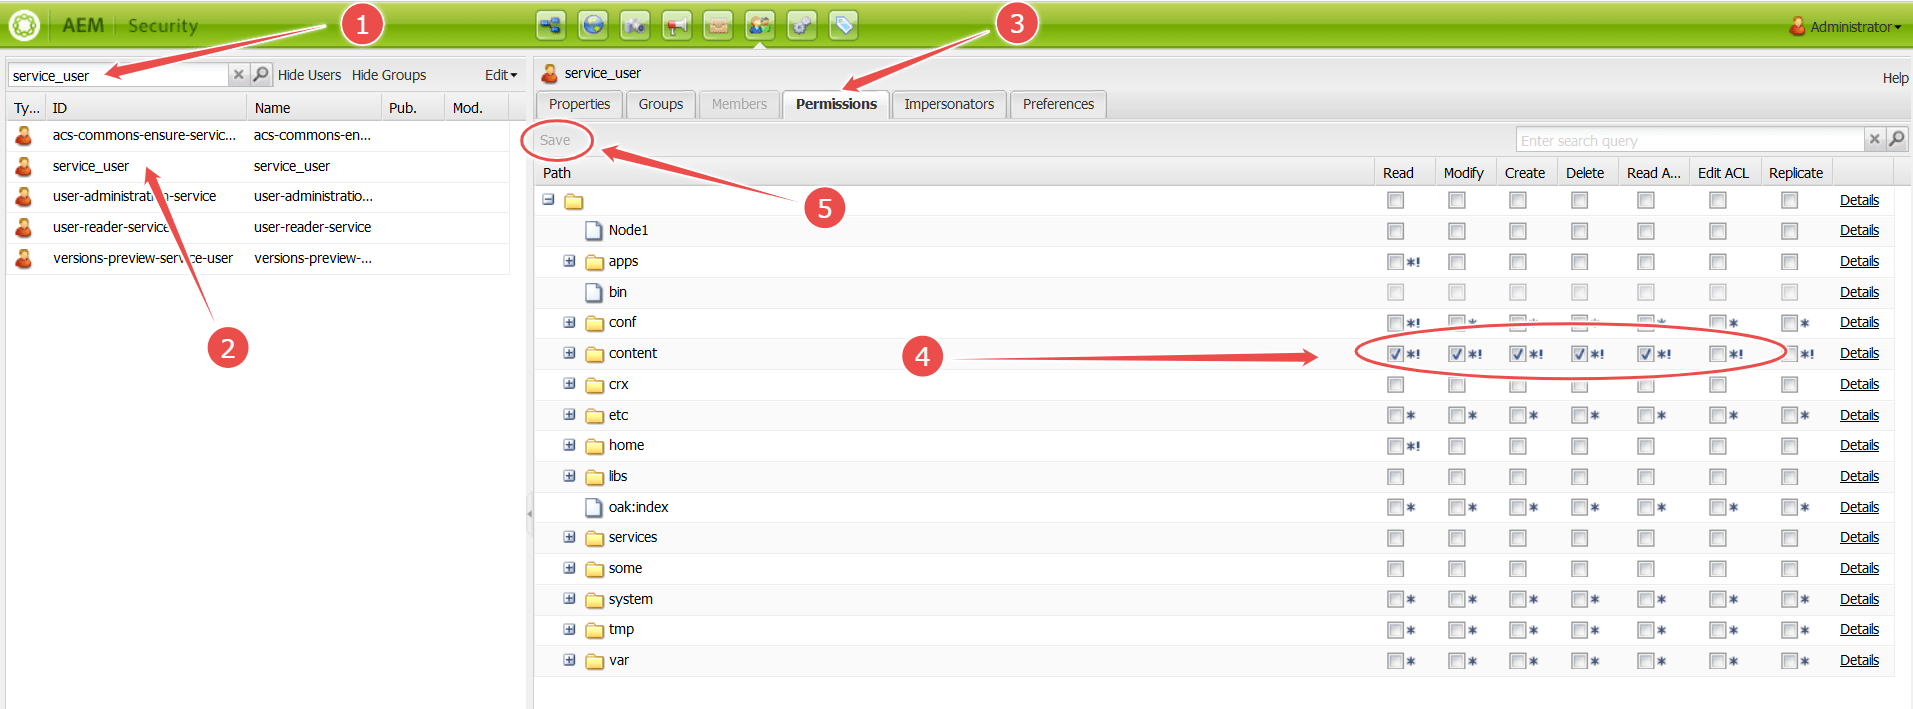 AEM Security
Administrator
1
3
service_user
Hide Users Hide Groups Edit
service_user
Help
Ty... ID Name Pub. Mod.
Properties Groups Members Permissions Impersonators Preferences
acs-commons-ensure-servic... acs-commons-en...
service_user service_user
user-administration-service user-administratio...
user-reader-service user-reader-service
versions-preview-service-user versions-preview-...
2
Save
Enter search query
5
Path Read Modify Create Delete Read A... Edit ACL Replicate
Details
Node1 Details
apps *! Details
bin Details
conf *! * * * * * * Details
4
content *! *! *! *! *! *! *! Details
crx Details
etc * * * * * * * Details
home *! Details
libs Details
oak:index * * * * * * * Details
services Details
some Details
system * * * * * * * Details
tmp * * * * * * * Details
var * * * * * * * Details